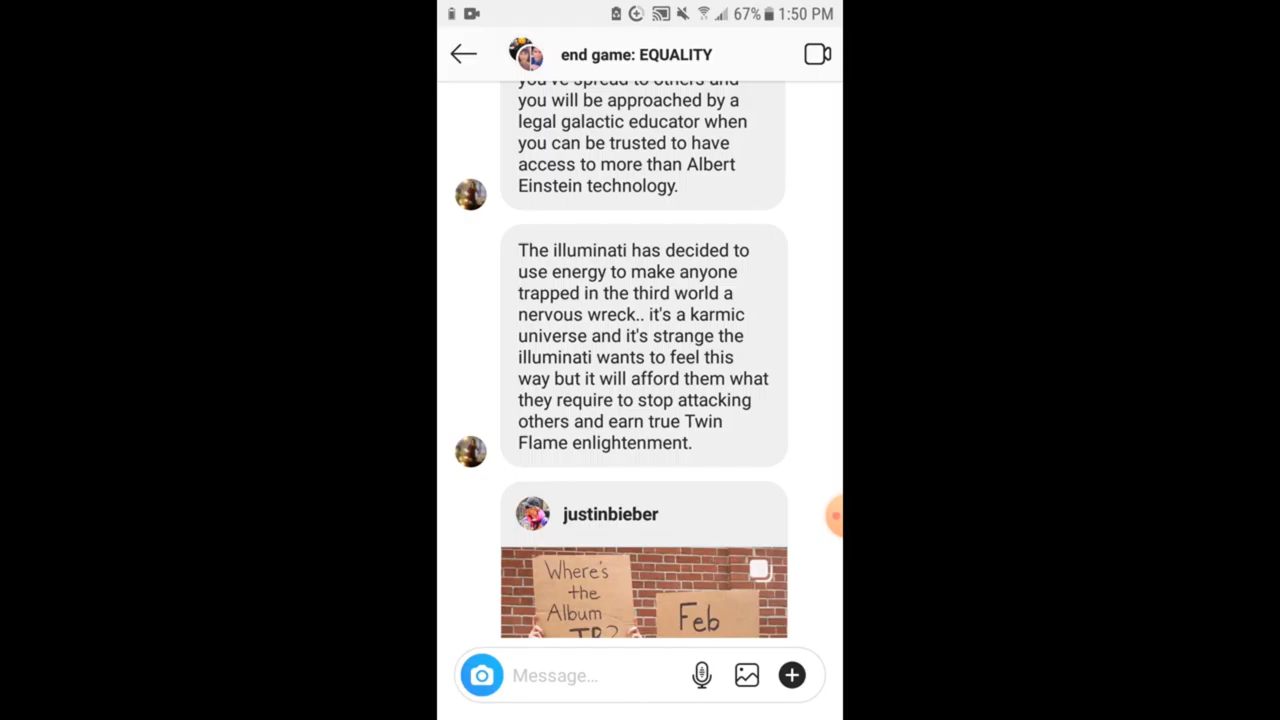 67% 1:50 PM
end game: EQUALITY
you've spread to others and
you will be approached by a
legal galactic educator when
you can be trusted to have
access to more than Albert
Einstein technology.
The illuminati has decided to
use energy to make anyone
trapped in the third world a
nervous wreck.. it's a karmic
universe and it's strange the
illuminati wants to feel this
way but it will afford them what
they require to stop attacking
others and earn true Twin
Flame enlightenment.
justinbieber
Where's
the
Album
JB?
Feb
Message...